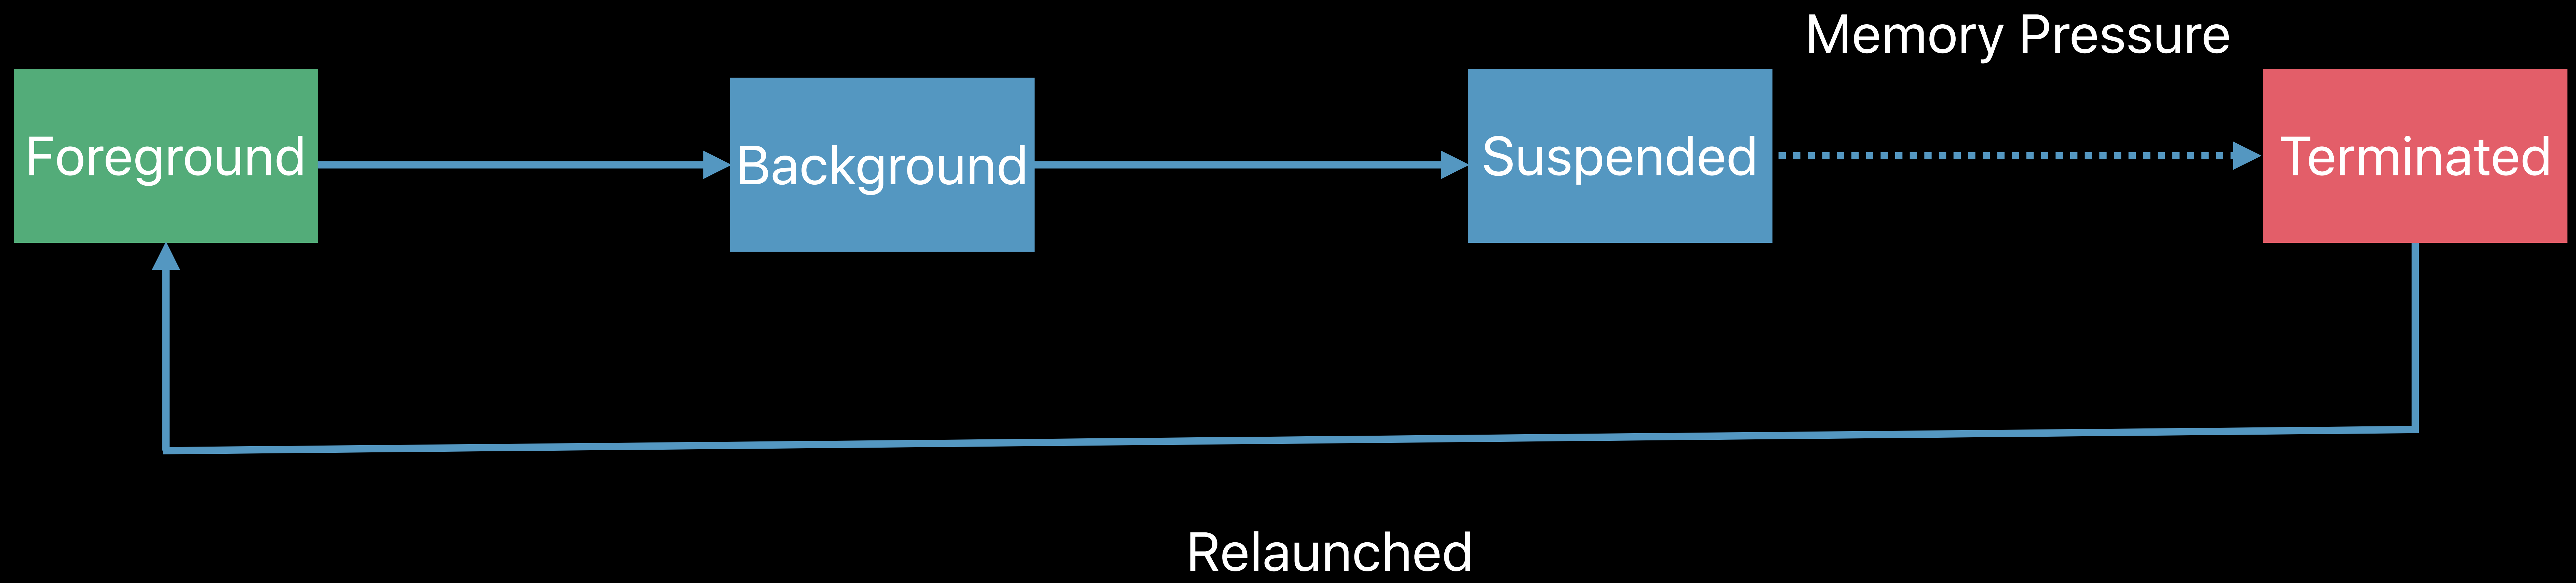 Memory Pressure
Foreground
Background
Suspended
Terminated
Relaunched